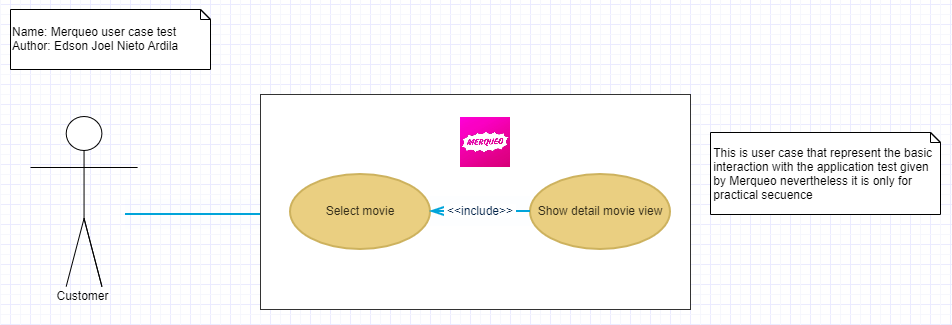 Name: Merqueo user case test
Author: Edson Joel Nieto Ardila
MERQUEO
This is user case that represent the basic
interaction with the application test given
by Merqueo nevertheless it is only for
practical secuence
Select movie
<<include>>
Show detail movie view
Customer